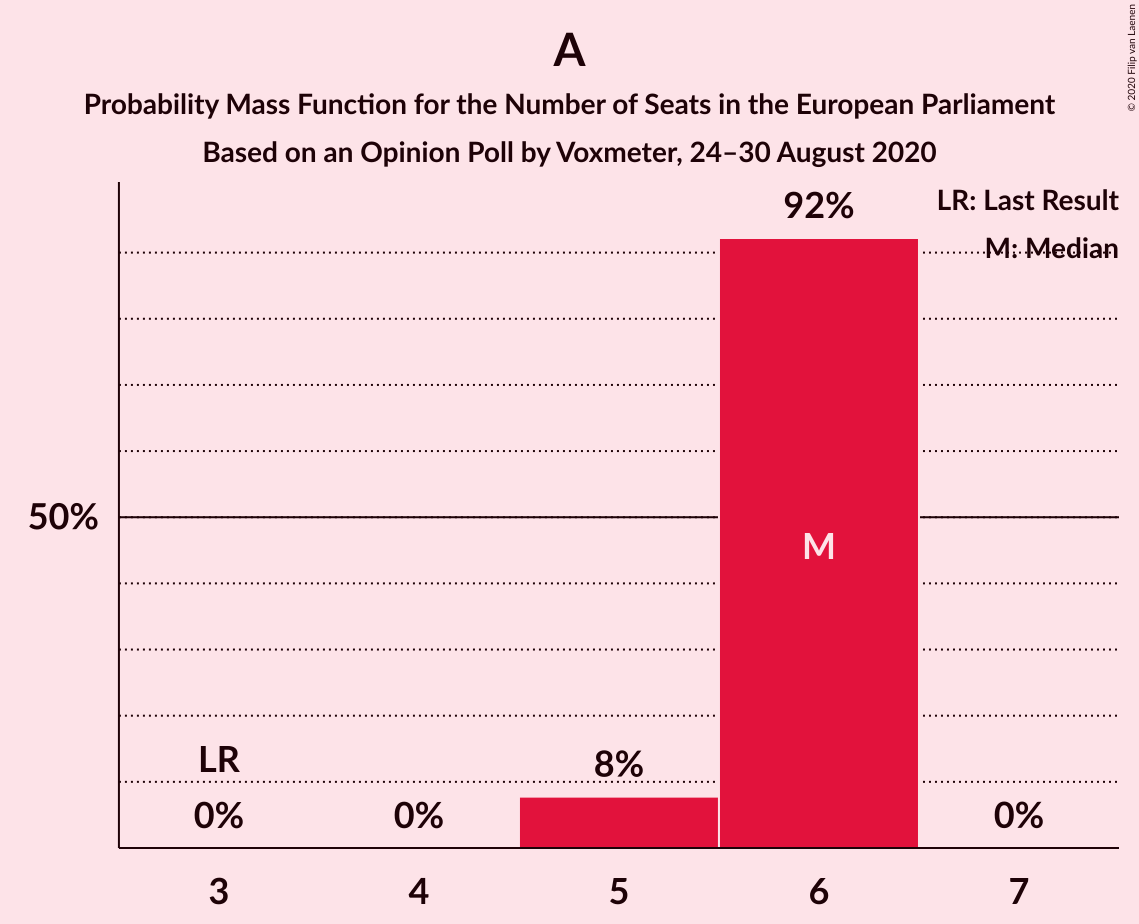 A
Probability Mass Function for the Number of Seats in the European Parliament
Based on an Opinion Poll by Voxmeter, 24–30 August 2020
© 2020 Filip van Laenen
LR: Last Result
M: Median
92%
50%
M
LR
8%
0%
0%
0%
3
4
5
6
7